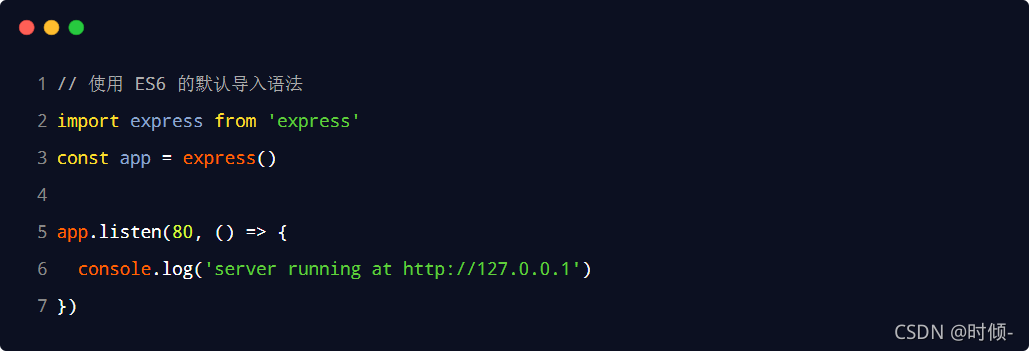 1 // 使用 ES6 的默认导入语法
2 import express from 'express'
3 const app = express()
4
5 app.listen(80, () => {
6   console.log('server running at http://127.0.0.1')
7 })
CSDN @时倾-